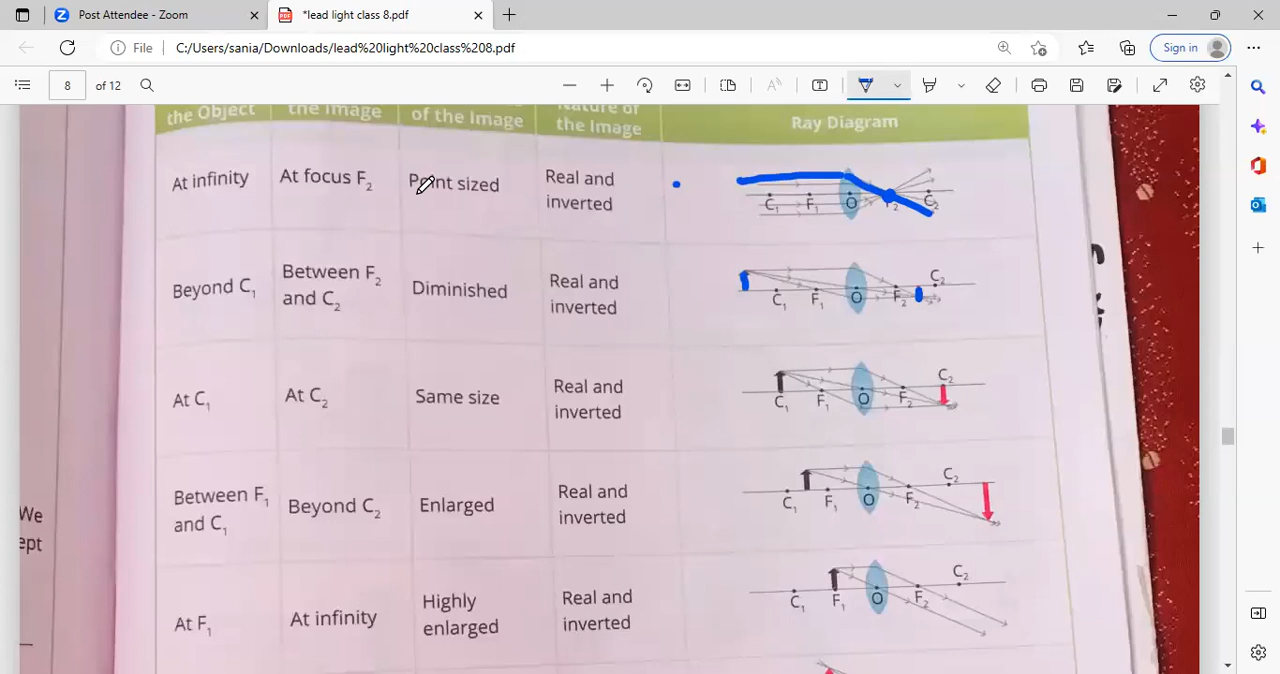 Post Attendee - Zoom
*lead light class 8.pdf
File
C:/Users/sania/Downloads/lead%20light%20class%208.pdf
Sign in
8 of 12
the Object
the Image
of the Image
Nature of
the Image
Ray Diagram
At infinity
At focus F2
Point sized
Real and
inverted
C1 F1 O F2 C2
Beyond C1
Between F2
and C2
Diminished
Real and
inverted
C1 F1 O F2 C2
At C1
At C2
Same size
Real and
inverted
C1 F1 O F2 C2
Between F1
and C1
Beyond C2
Enlarged
Real and
inverted
C1 F1 O F2 C2
At F1
At infinity
Highly
enlarged
Real and
inverted
C1 F1 O F2 C2
We
ept